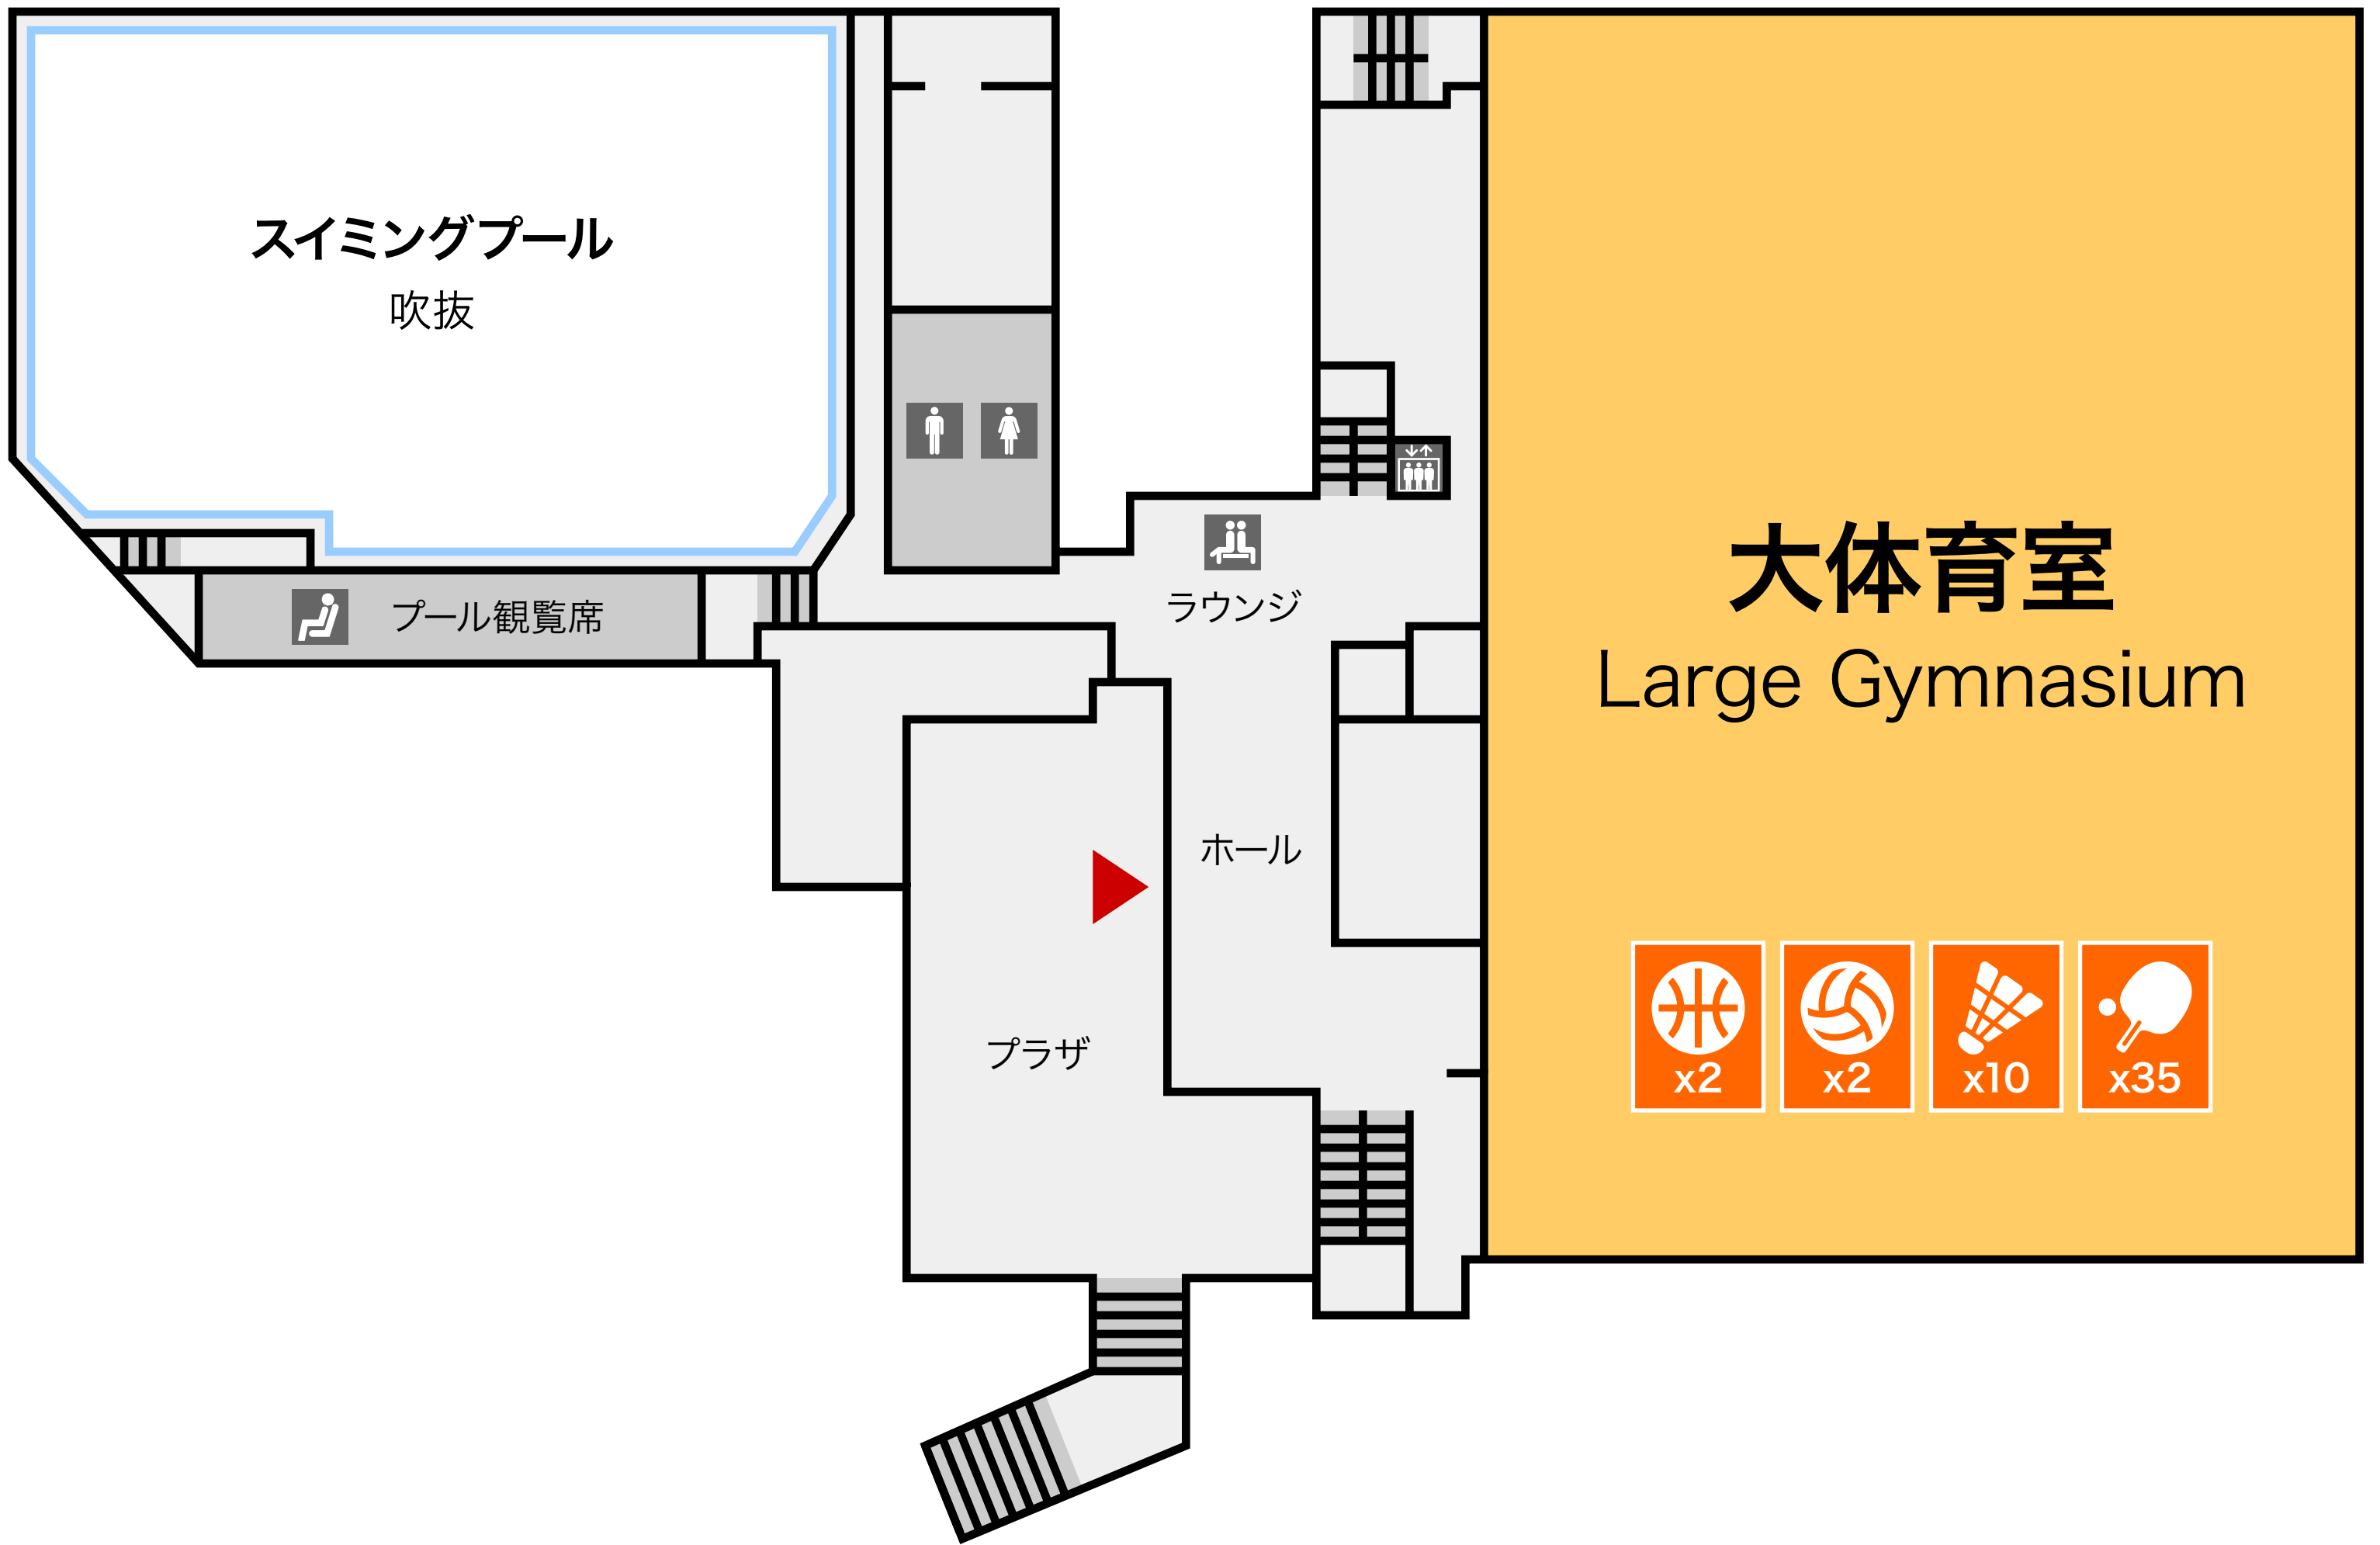 スイミングプール
吹抜
プール観覧席
ラウンジ
ホール
プラザ
大体育室
Large Gymnasium
x2
x2
x10
x35